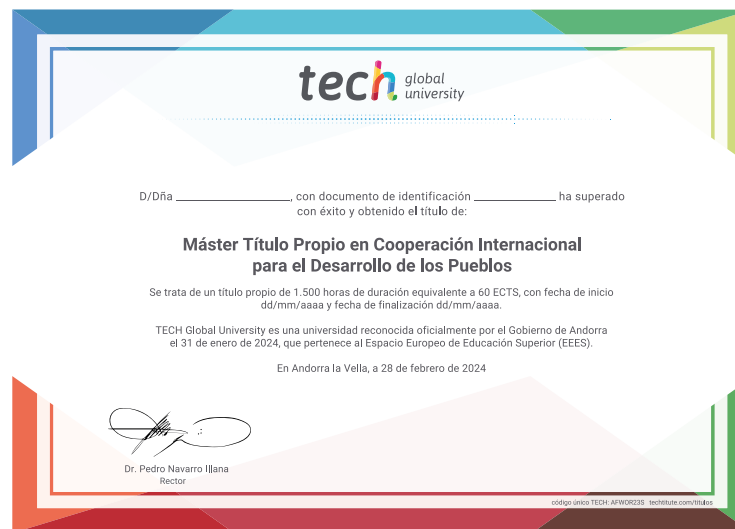 tech global
university
D/Dña ____________, con documento de identificación ____________ ha superado
con éxito y obtenido el título de:
Máster Título Propio en Cooperación Internacional
para el Desarrollo de los Pueblos
Se trata de un título propio de 1.500 horas de duración equivalente a 60 ECTS, con fecha de inicio
dd/mm/aaaa y fecha de finalización dd/mm/aaaa.
TECH Global University es una universidad reconocida oficialmente por el Gobierno de Andorra
el 31 de enero de 2024, que pertenece al Espacio Europeo de Educación Superior (EEES).
En Andorra la Vella, a 28 de febrero de 2024
Dr. Pedro Navarro Illana
Rector
código único TECH: AFWOR23S techtitute.com/titulos